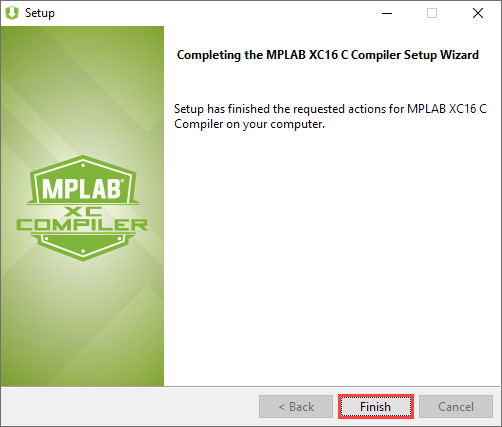 Setup
Completing the MPLAB XC16 C Compiler Setup Wizard
Setup has finished the requested actions for MPLAB XC16 C
Compiler on your computer.
MPLAB®
XC
COMPILER
< Back
Finish
Cancel